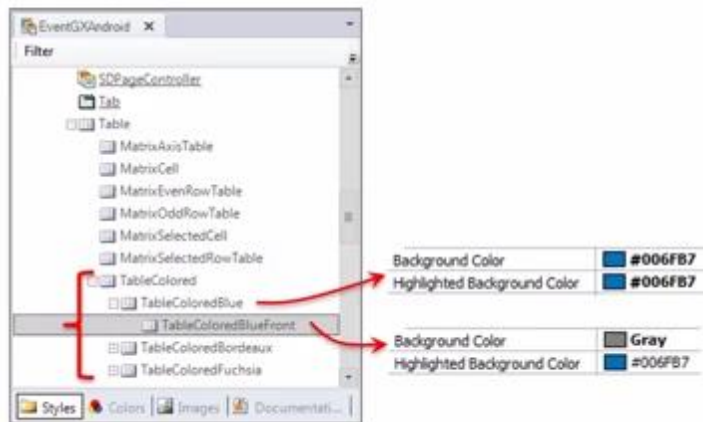 EventGXAndroid
Filter
SDPageController
Tab
Table
MatrixAxisTable
MatrixCell
MatrixEvenRowTable
MatrixOddRowTable
MatrixSelectedCell
MatrixSelectedRowTable
TableColored
TableColoredBlue
TableColoredBlueFront
TableColoredBordeaux
TableColoredFuchsia
Styles Colors Images Documentati...
Background Color #006FB7
Highlighted Background Color #006FB7
Background Color Gray
Highlighted Background Color #006FB7